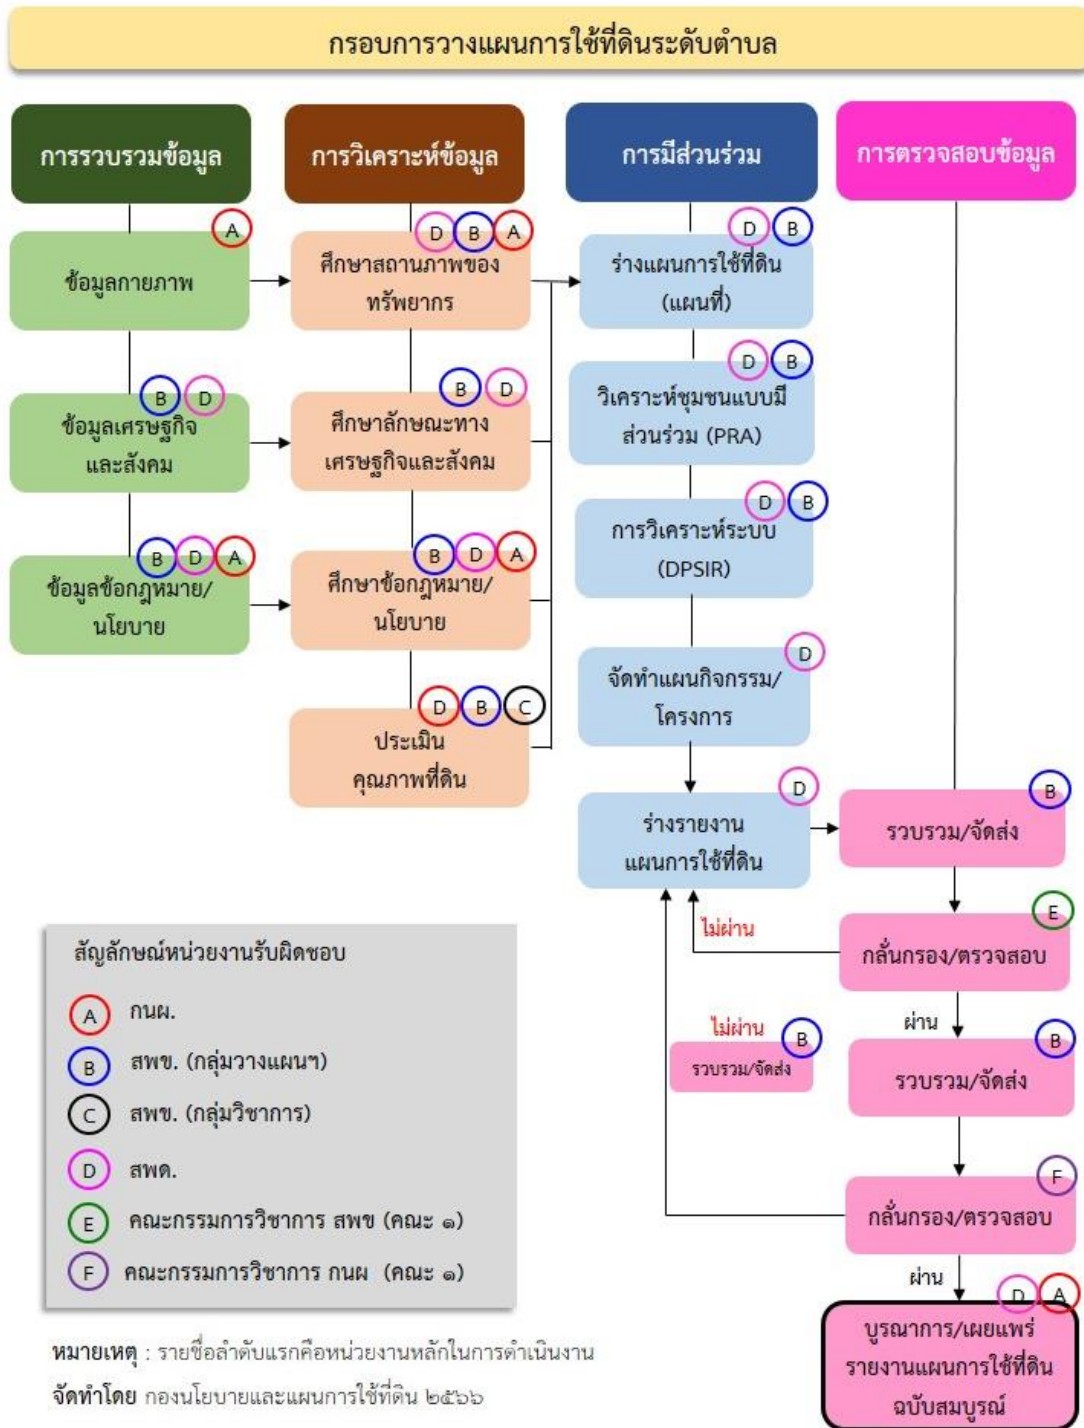 กรอบการวางแผนการใช้ที่ดินระดับตำบล
การรวบรวมข้อมูล
A
ข้อมูลกายภาพ
B D
ข้อมูลเศรษฐกิจ
และสังคม
B D A
ข้อมูลข้อกฎหมาย/
นโยบาย
การวิเคราะห์ข้อมูล
D B A
ศึกษาสถานภาพของ
ทรัพยากร
B D
ศึกษาลักษณะทาง
เศรษฐกิจและสังคม
B D A
ศึกษาข้อกฎหมาย/
นโยบาย
D B C
ประเมิน
คุณภาพที่ดิน
การมีส่วนร่วม
D B
ร่างแผนการใช้ที่ดิน
(แผนที่)
D B
วิเคราะห์ชุมชนแบบมี
ส่วนร่วม (PRA)
D B
การวิเคราะห์ระบบ
(DPSIR)
D
จัดทำแผนกิจกรรม/
โครงการ
D
ร่างรายงาน
แผนการใช้ที่ดิน
การตรวจสอบข้อมูล
B
รวบรวม/จัดส่ง
E
กลั่นกรอง/ตรวจสอบ
ไม่ผ่าน
ผ่าน
B
รวบรวม/จัดส่ง
ไม่ผ่าน
B
รวบรวม/จัดส่ง
F
กลั่นกรอง/ตรวจสอบ
ผ่าน
D A
บูรณาการ/เผยแพร่
รายงานแผนการใช้ที่ดิน
ฉบับสมบูรณ์
สัญลักษณ์หน่วยงานรับผิดชอบ
A กนผ.
B สพข. (กลุ่มวางแผนฯ)
C สพข. (กลุ่มวิชาการ)
D สพด.
E คณะกรรมการวิชาการ สพข (คณะ ๑)
F คณะกรรมการวิชาการ กนผ (คณะ ๑)
หมายเหตุ : รายชื่อลำดับแรกคือหน่วยงานหลักในการดำเนินงาน
จัดทำโดย กองนโยบายและแผนการใช้ที่ดิน ๒๕๖๖